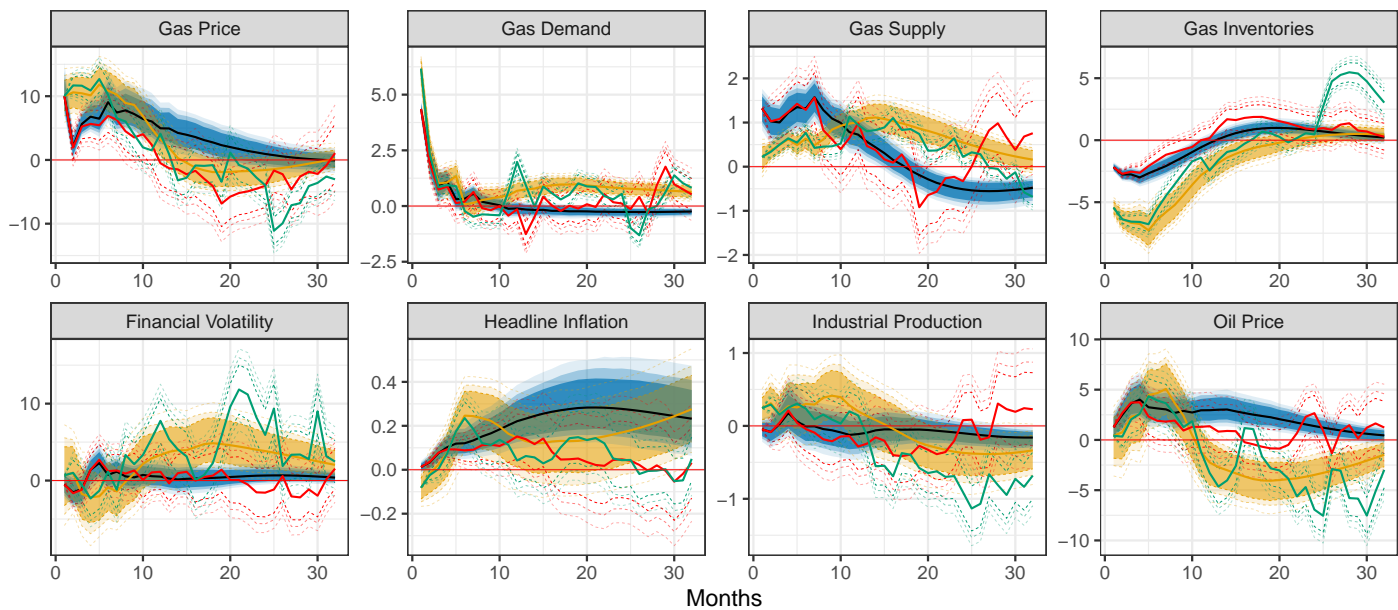 Gas Price
Gas Demand
Gas Supply
Gas Inventories
10
0
−10
5.0
2.5
0.0
−2.5
2
1
0
−1
−2
5
0
−5
0 10 20 30
0 10 20 30
0 10 20 30
0 10 20 30
Financial Volatility
Headline Inflation
Industrial Production
Oil Price
10
0
0.4
0.2
0.0
−0.2
1
0
−1
10
5
0
−5
−10
0 10 20 30
0 10 20 30
0 10 20 30
0 10 20 30
Months